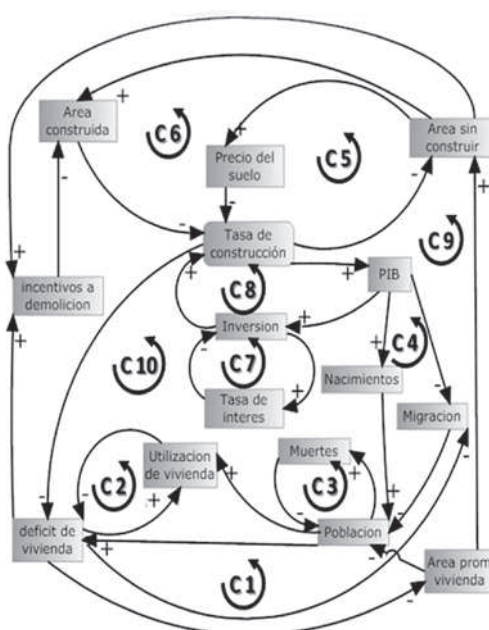 Area
construida
C6
Precio del
suelo
C5
Area sin
construir
Tasa de
construcción
C9
incentivos a
demolicion
C8
PIB
Inversion
C4
C10
C7
Nacimientos
Tasa de
interes
Migracion
Utilizacion
de vivienda
Muertes
C2
C3
deficit de
vivienda
Poblacion
Area prom
vivienda
C1
+
+
-
-
-
-
+
+
+
+
+
+
+
-
-
+
-
-
+
+
-
+
-
+
-
-
-
+
-
-